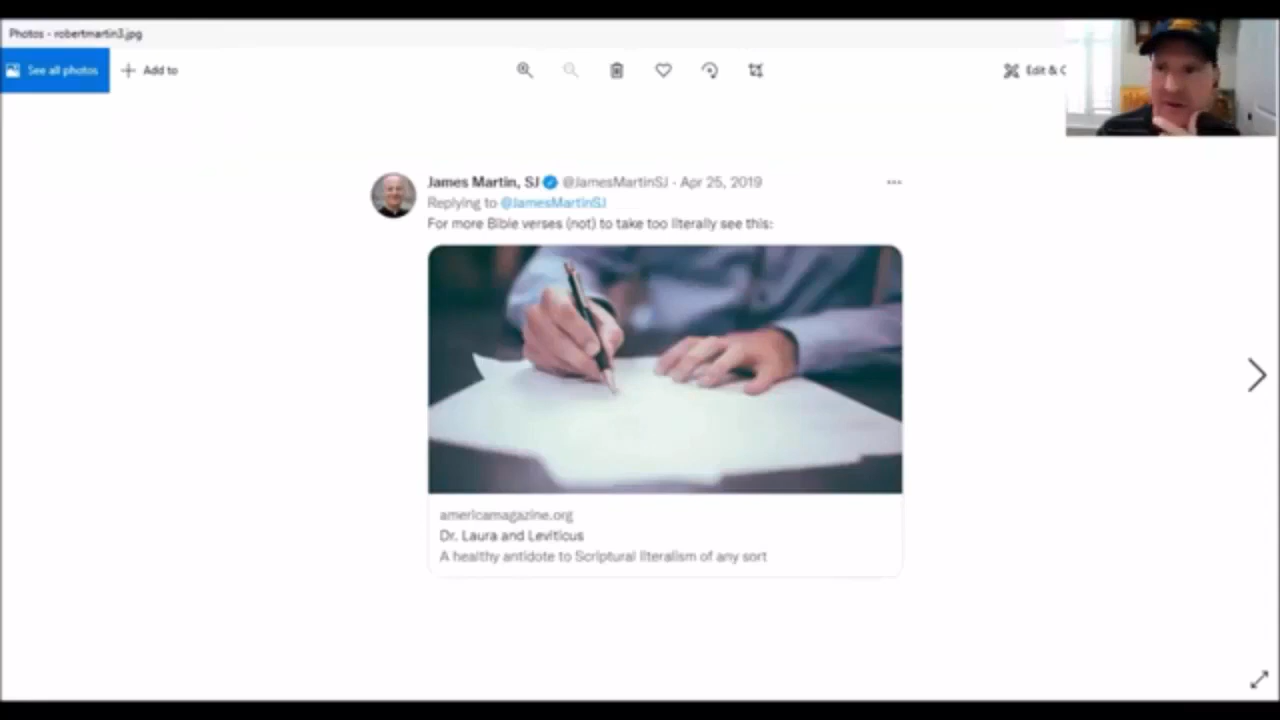 Photos - robertmartin3.jpg
See all photos
Add to
Edit & C
James Martin, SJ @JamesMartinSJ · Apr 25, 2019
Replying to @JamesMartinSJ
For more Bible verses (not) to take too literally see this:
americamagazine.org
Dr. Laura and Leviticus
A healthy antidote to Scriptural literalism of any sort